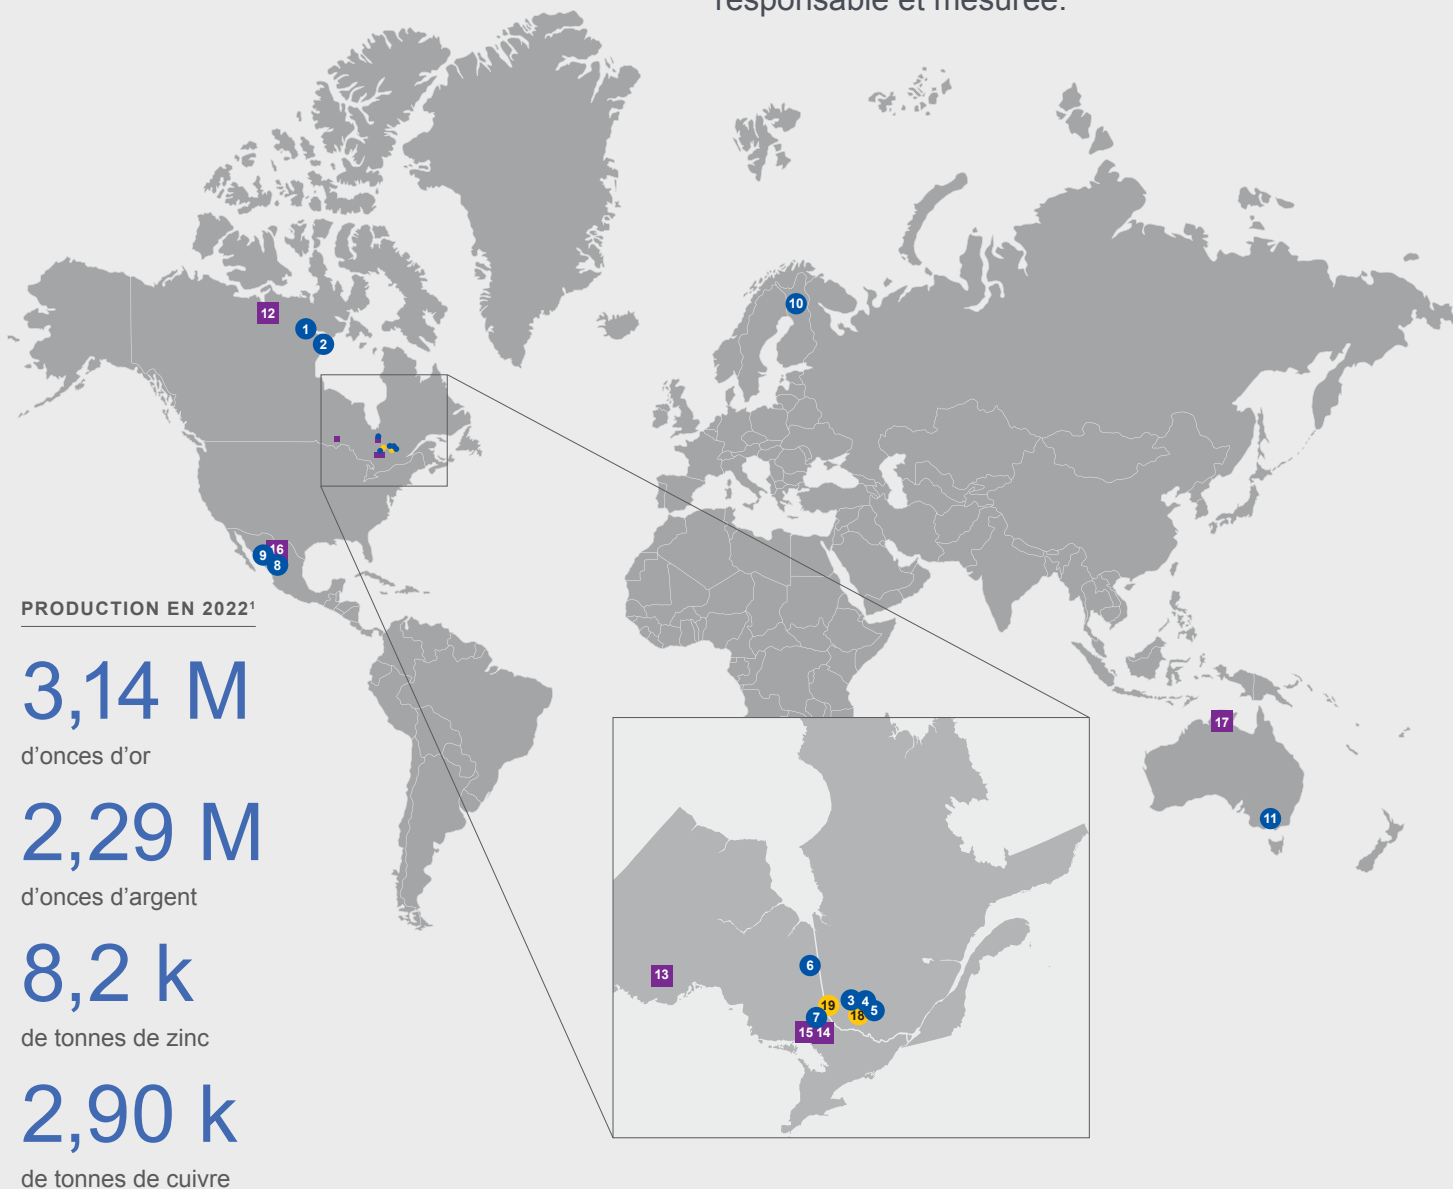 responsable et mesurée.
10
12
1
2
16
9
8
PRODUCTION EN 2022¹
3,14 M
d'onces d'or
2,29 M
d'onces d'argent
8,2 k
de tonnes de zinc
2,90 k
de tonnes de cuivre
17
11
6
13
3
4
19
5
18
7
15
14